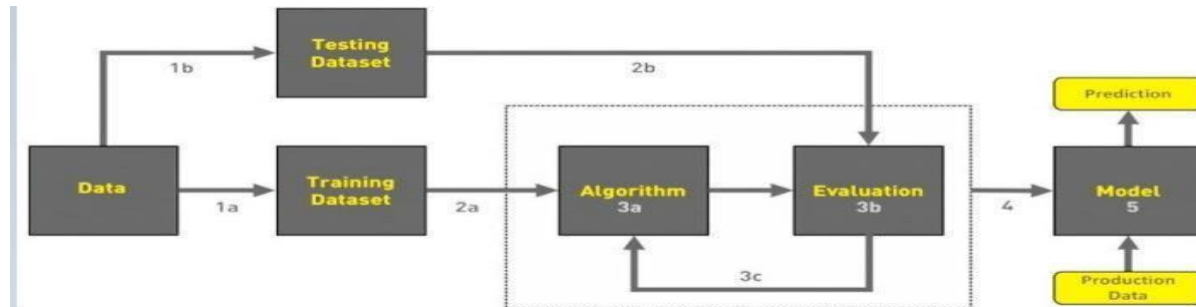 Testing
Dataset
1b
2b
Prediction
Data
Training
Dataset
Algorithm
3a
Evaluation
3b
Model
5
1a
2a
4
3c
Production
Data